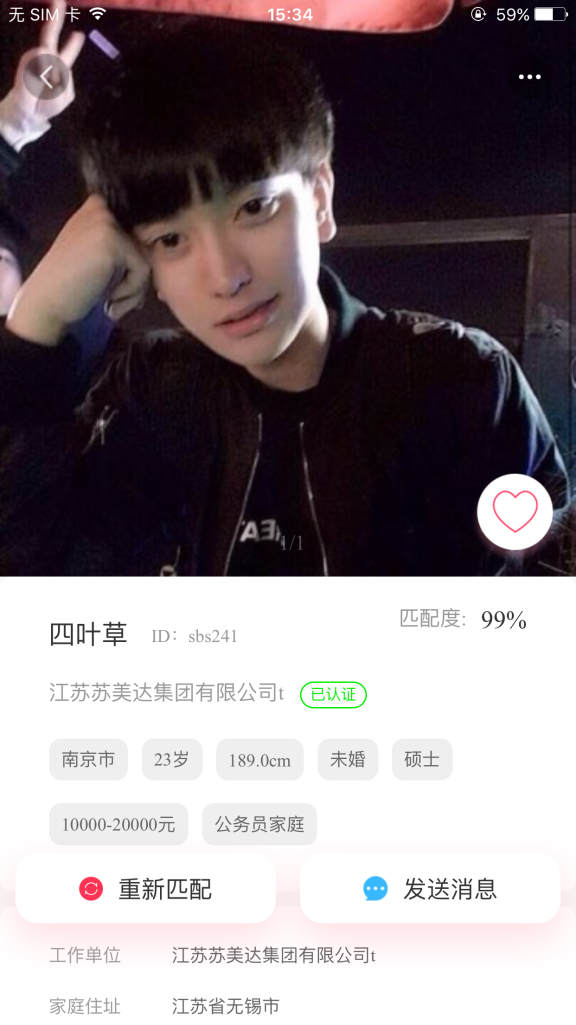 无 SIM 卡 15:34 59%
1/1
四叶草 ID: sbs241 匹配度: 99%
江苏苏美达集团有限公司t 已认证
南京市 23岁 189.0cm 未婚 硕士
10000-20000元 公务员家庭
重新匹配 发送消息
工作单位 江苏苏美达集团有限公司t
家庭住址 江苏省无锡市